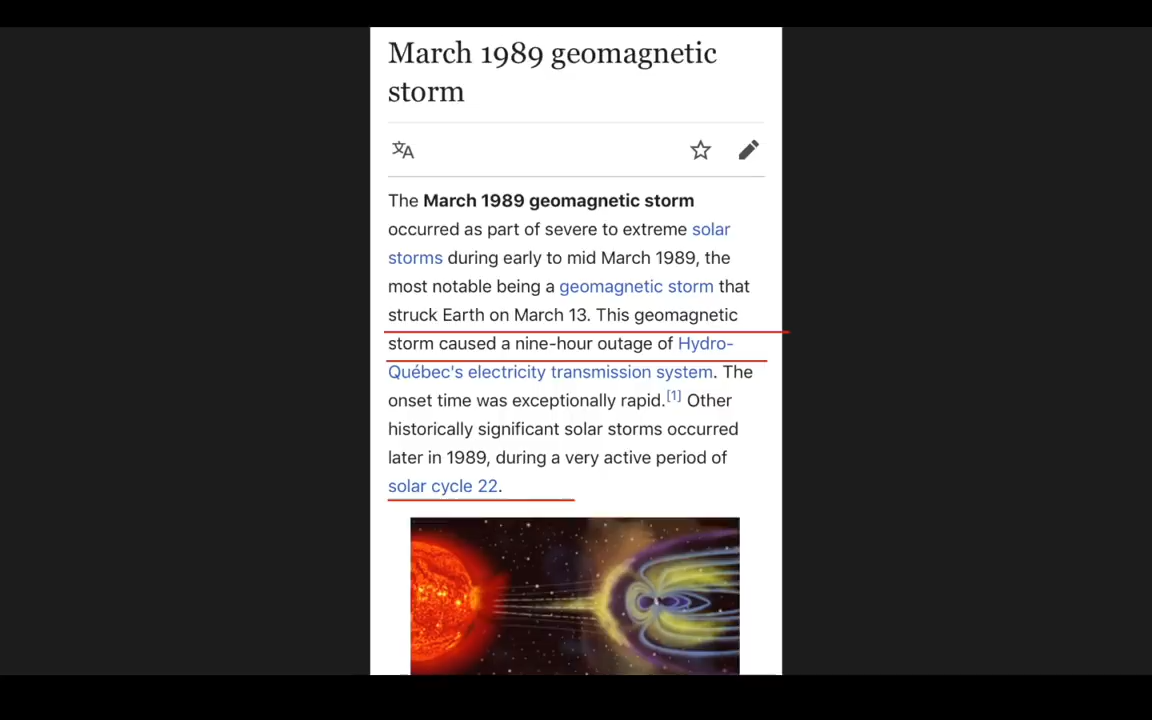 March 1989 geomagnetic
storm
The March 1989 geomagnetic storm
occurred as part of severe to extreme solar
storms during early to mid March 1989, the
most notable being a geomagnetic storm that
struck Earth on March 13. This geomagnetic
storm caused a nine-hour outage of Hydro-
Québec's electricity transmission system. The
onset time was exceptionally rapid.[1] Other
historically significant solar storms occurred
later in 1989, during a very active period of
solar cycle 22.